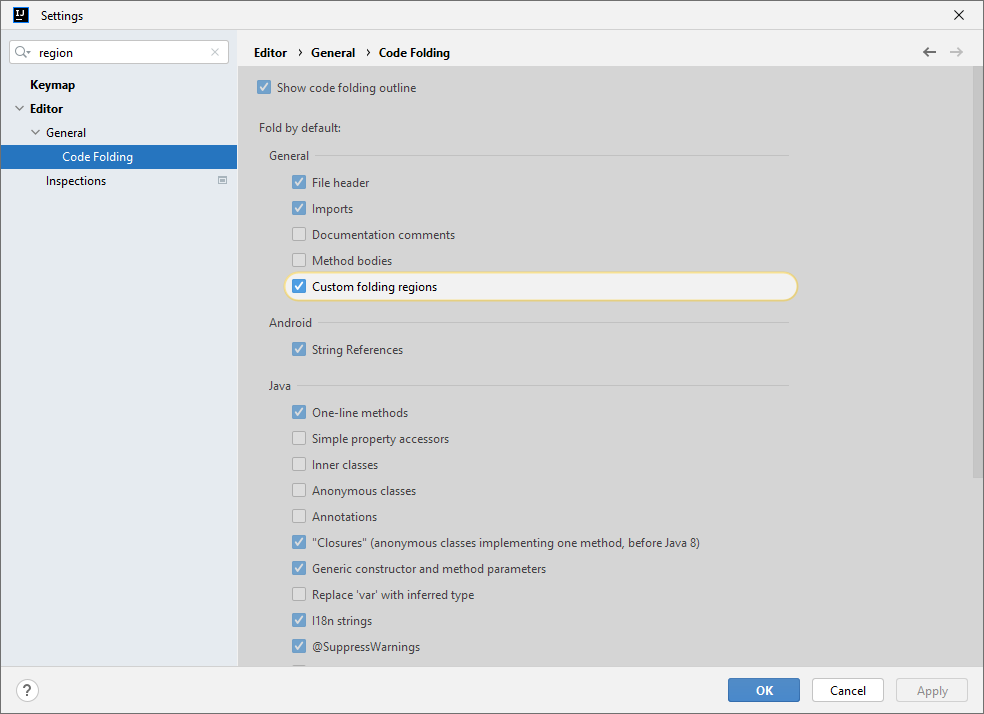 IJ Settings
region
Editor › General › Code Folding
Keymap
Editor
General
Code Folding
Inspections
Show code folding outline
Fold by default:
General
File header
Imports
Documentation comments
Method bodies
Custom folding regions
Android
String References
Java
One-line methods
Simple property accessors
Inner classes
Anonymous classes
Annotations
"Closures" (anonymous classes implementing one method, before Java 8)
Generic constructor and method parameters
Replace 'var' with inferred type
I18n strings
@SuppressWarnings
? OK Cancel Apply